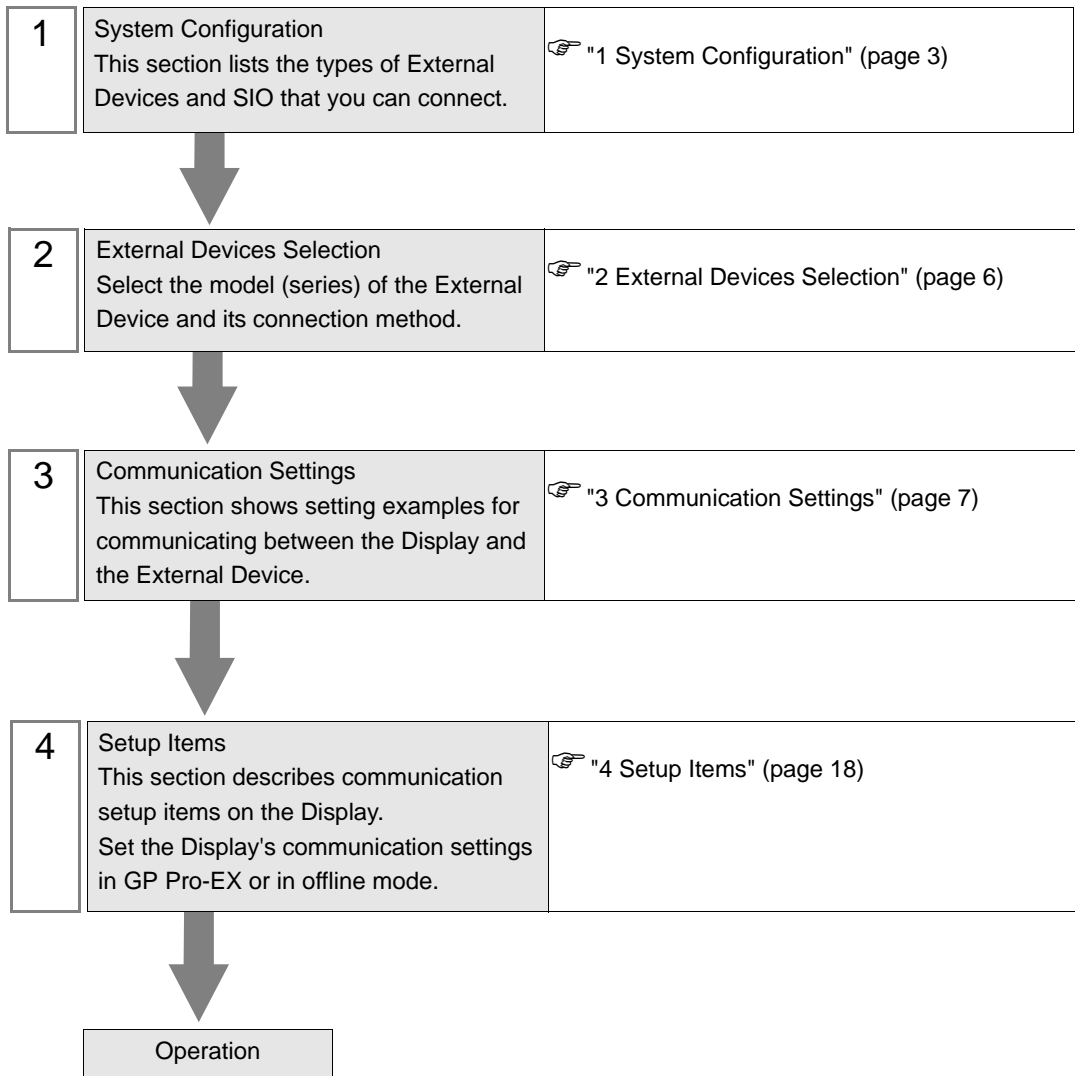 1
System Configuration
This section lists the types of External
Devices and SIO that you can connect.
"1 System Configuration" (page 3)
2
External Devices Selection
Select the model (series) of the External
Device and its connection method.
"2 External Devices Selection" (page 6)
3
Communication Settings
This section shows setting examples for
communicating between the Display and
the External Device.
"3 Communication Settings" (page 7)
4
Setup Items
This section describes communication
setup items on the Display.
Set the Display's communication settings
in GP Pro-EX or in offline mode.
"4 Setup Items" (page 18)
Operation